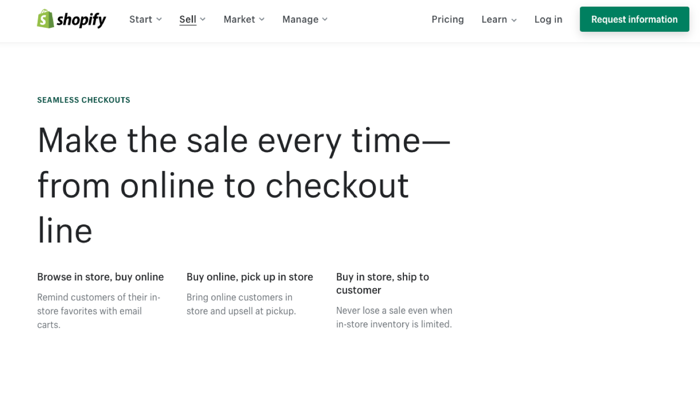 shopify Start Sell Market Manage Pricing Learn Log in Request information
SEAMLESS CHECKOUTS
Make the sale every time—
from online to checkout
line
Browse in store, buy online
Remind customers of their in-
store favorites with email
carts.
Buy online, pick up in store
Bring online customers in
store and upsell at pickup.
Buy in store, ship to
customer
Never lose a sale even when
in-store inventory is limited.